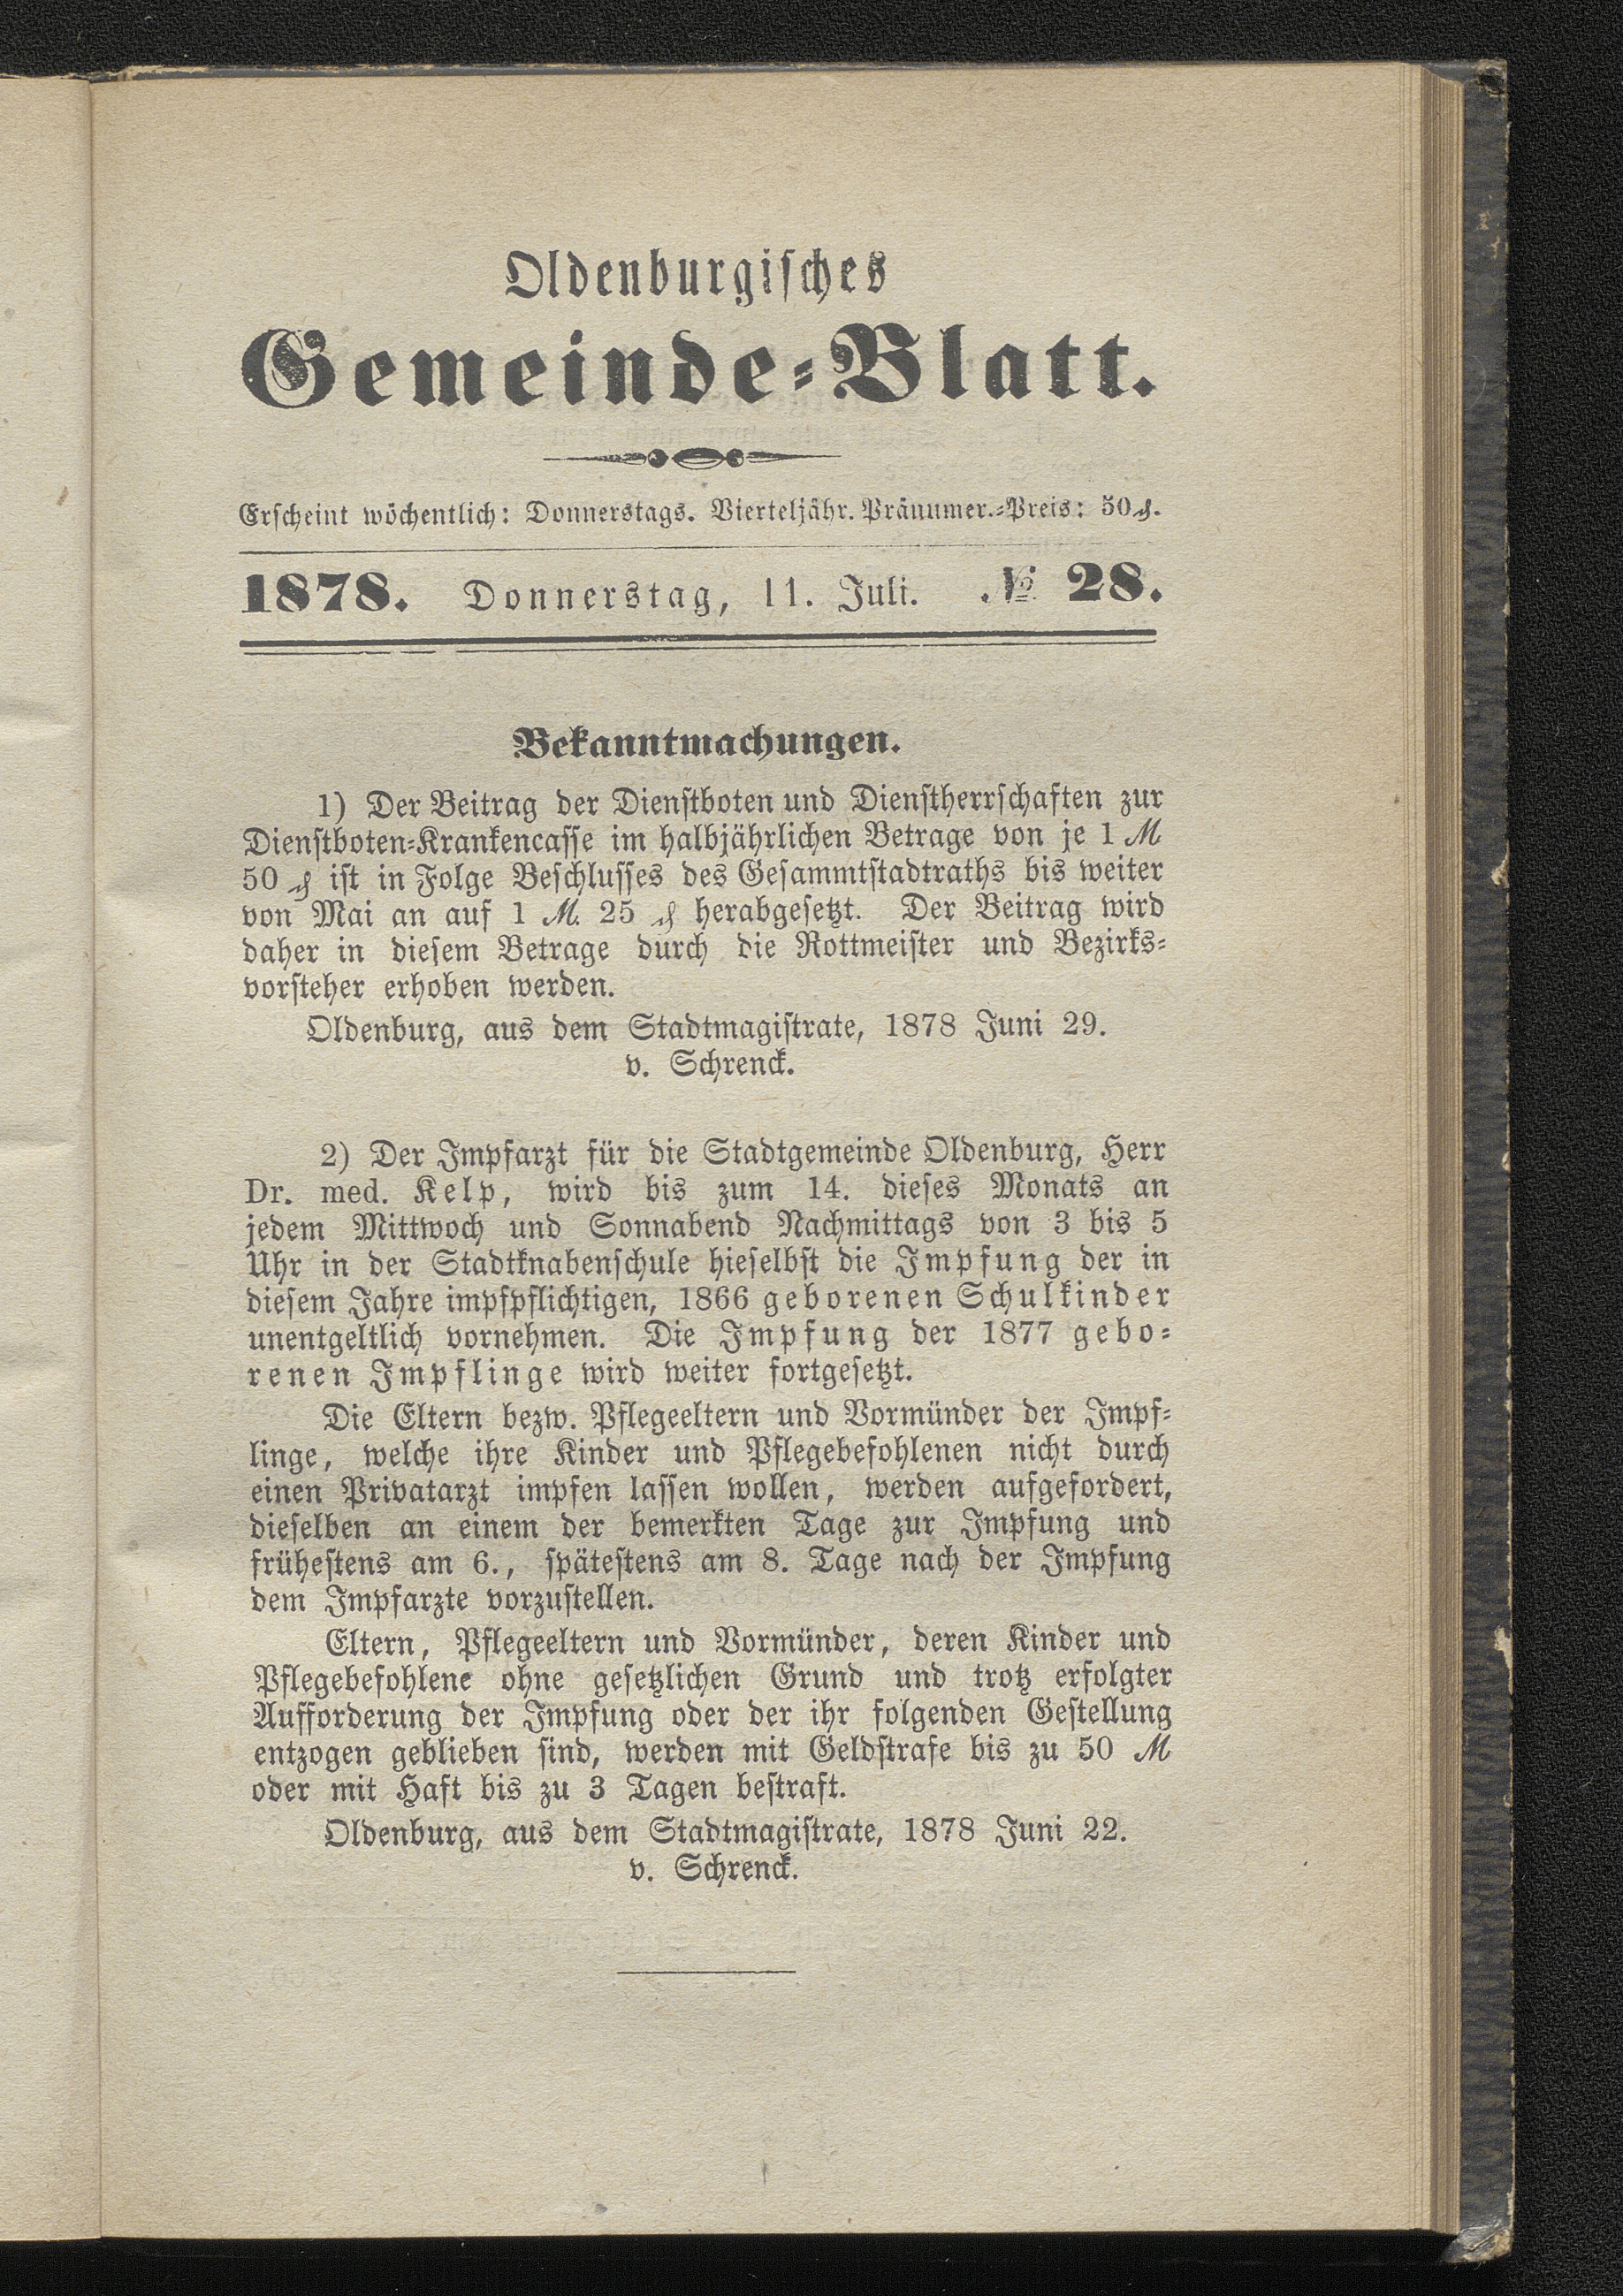 Oldenburgisches
Gemeinde-Blatt.
Erscheint wöchentlich: Donnerstags. Vierteljähr. Pränumer.-Preis: 50 ₰.
1878. Donnerstag, 11. Juli. № 28.
Bekanntmachungen.
1) Der Beitrag der Dienstboten und Dienstherrschaften zur
Dienstboten-Krankencasse im halbjährlichen Betrage von je 1 ℳ
50 ₰ ist in Folge Beschlusses des Gesammtstadtraths bis weiter
von Mai an auf 1 ℳ. 25 ₰ herabgesetzt. Der Beitrag wird
daher in diesem Betrage durch die Rottmeister und Bezirks-
vorsteher erhoben werden.
Oldenburg, aus dem Stadtmagistrate, 1878 Juni 29.
v. Schrenck.
2) Der Impfarzt für die Stadtgemeinde Oldenburg, Herr
Dr. med. Kelp, wird bis zum 14. dieses Monats an
jedem Mittwoch und Sonnabend Nachmittags von 3 bis 5
Uhr in der Stadtknabenschule hieselbst die Impfung der in
diesem Jahre impfpflichtigen, 1866 geborenen Schulkinder
unentgeltlich vornehmen. Die Impfung der 1877 gebo-
renen Impflinge wird weiter fortgesetzt.
Die Eltern bezw. Pflegeeltern und Vormünder der Impf-
linge, welche ihre Kinder und Pflegebefohlenen nicht durch
einen Privatarzt impfen lassen wollen, werden aufgefordert,
dieselben an einem der bemerkten Tage zur Impfung und
frühestens am 6., spätestens am 8. Tage nach der Impfung
dem Impfarzte vorzustellen.
Eltern, Pflegeeltern und Vormünder, deren Kinder und
Pflegebefohlene ohne gesetzlichen Grund und trotz erfolgter
Aufforderung der Impfung oder der ihr folgenden Gestellung
entzogen geblieben sind, werden mit Geldstrafe bis zu 50 ℳ
oder mit Haft bis zu 3 Tagen bestraft.
Oldenburg, aus dem Stadtmagistrate, 1878 Juni 22.
v. Schrenck.